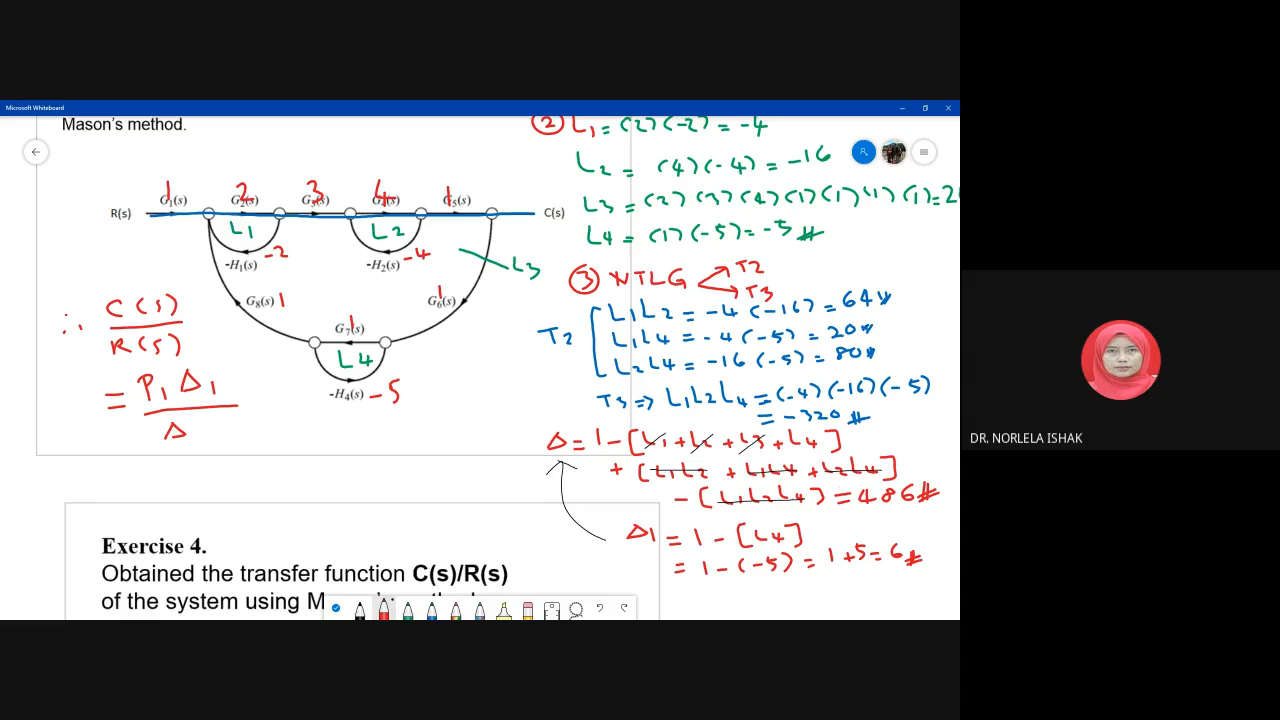 Microsoft Whiteboard
Mason's method.
1 2 3 4 1
G₁(s) G₂(s) G₃(s) (s) G₅(s)
R(s) C(s)
L1 L2
-H₁(s) -2 -H₂(s) -4 L3
G₈(s) 1 1 G₆(s)
1
G₇(s)
L4
-H₄(s) -5
∴ C(s)
R(s)
= P1 Δ1
Δ
② L1 = (2)(-2) = -4
L2 = (4)(-4) = -16
L3 = (2)(3)(4)(1)(1)(1)(1) = 2
L4 = (1)(-5) = -5
③ NTLG T2
T3
T2 L1L2 = -4(-16) = 64
L1L4 = -4(-5) = 20
L2L4 = -16(-5) = 80
T3 => L1L2L4 = (-4)(-16)(-5)
= -320
Δ = 1 - [L1 + L2 + L3 + L4]
+ [L1L2 + L1L4 + L2L4]
- [L1L2L4] = 486
Δ1 = 1 - [L4]
= 1 - (-5) = 1+5 = 6
Exercise 4.
Obtained the transfer function C(s)/R(s)
of the system using M
DR. NORLELA ISHAK